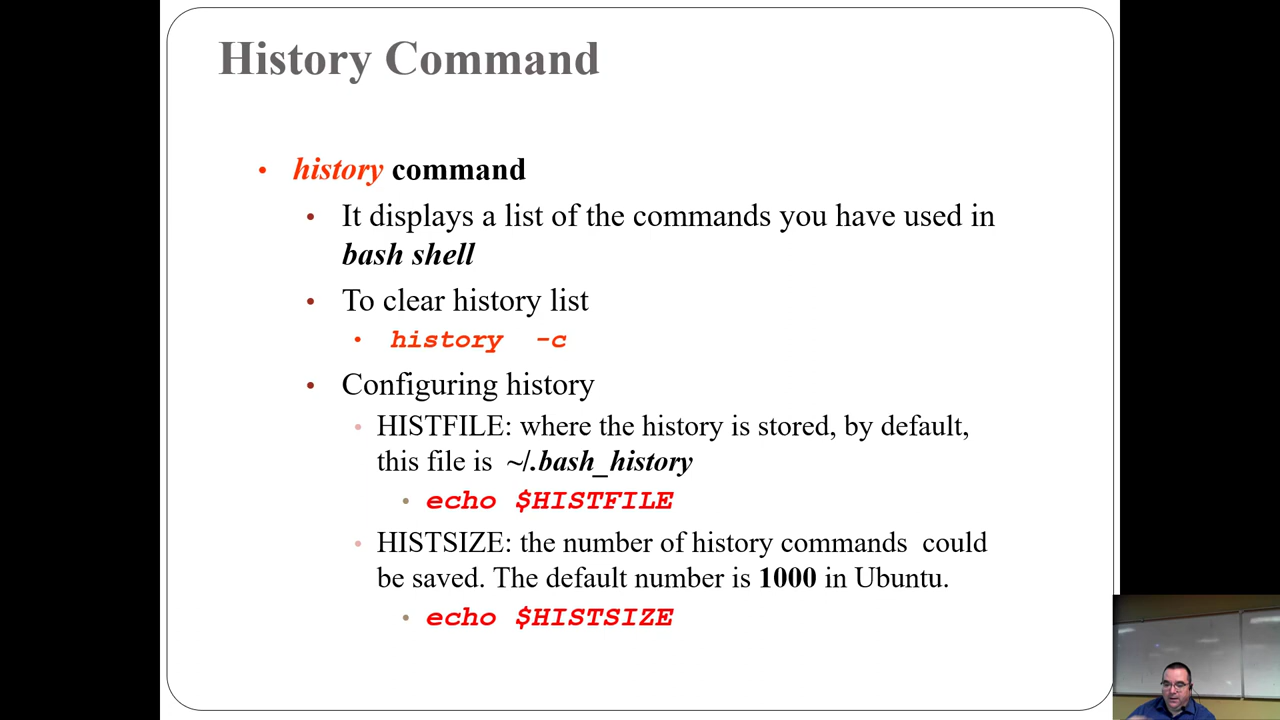 History Command
• history command
• It displays a list of the commands you have used in
bash shell
• To clear history list
• history -c
• Configuring history
• HISTFILE: where the history is stored, by default,
this file is ~/.bash_history
• echo $HISTFILE
• HISTSIZE: the number of history commands could
be saved. The default number is 1000 in Ubuntu.
• echo $HISTSIZE